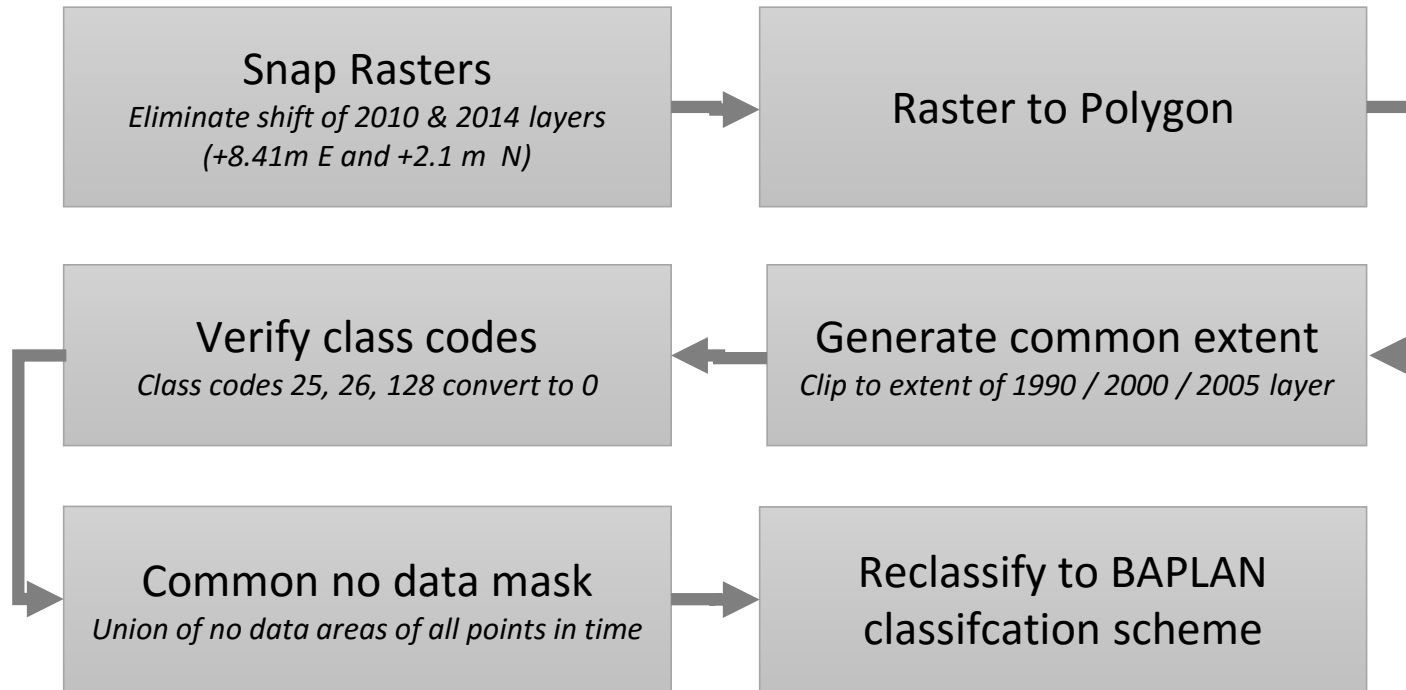 Snap Rasters
Eliminate shift of 2010 & 2014 layers
(+8.41m E and +2.1 m  N)
Raster to Polygon
Verify class codes
Class codes 25, 26, 128 convert to 0
Generate common extent
Clip to extent of 1990 / 2000 / 2005 layer
Common no data mask
Union of no data areas of all points in time
Reclassify to BAPLAN
classifcation scheme